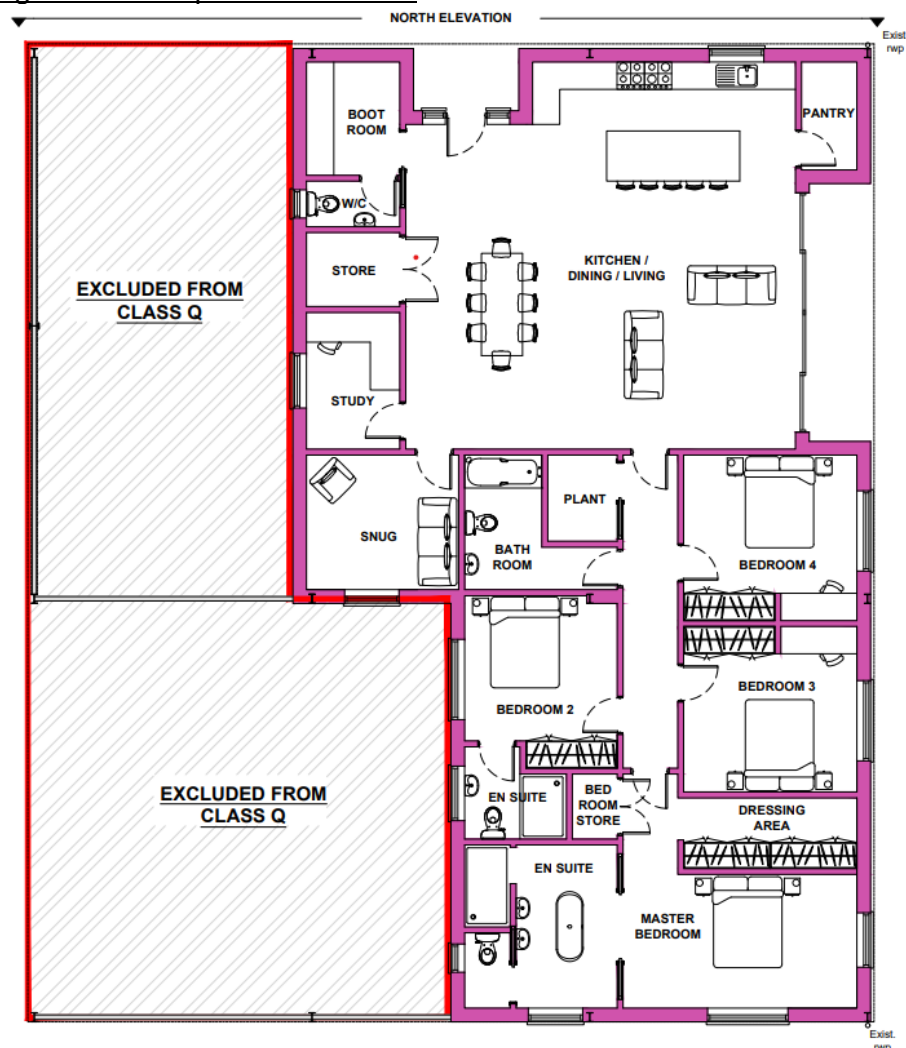 NORTH ELEVATION
Exist
rwp
BOOT
ROOM
PANTRY
W/C
STORE
KITCHEN /
DINING / LIVING
EXCLUDED FROM
CLASS Q
STUDY
SNUG
BATH
ROOM
PLANT
BEDROOM 4
BEDROOM 2
BEDROOM 3
EXCLUDED FROM
CLASS Q
EN SUITE
BED
ROOM
STORE
DRESSING
AREA
EN SUITE
MASTER
BEDROOM
Exist.
rwp